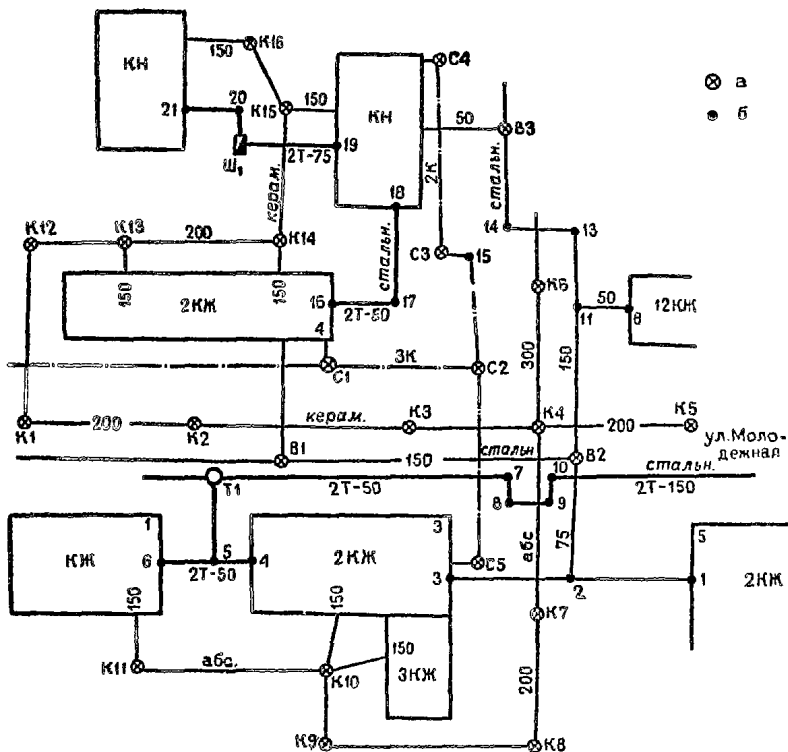 К16
С4
150
КН
а
20
21
К15
150
КН
50
В3
б
Ш₁
2Т-75
19
2К
стальн.
керам.
18
К12
К13
200
К14
стальн.
14
13
С3
15
К6
150
2КЖ
150
16
2Т-80
17
50
12КЖ
4
11
8
3К
300
150
С1
С2
К1
200
К2
керам.
К3
К4
200
К5
ул.Моло-
дежная
В1
150
стальн.
В2
Т1
2Т-50
7
10
стальн.
8
9
2Т-150
1
3
5
КЖ
6
5
4
2КЖ
абс
75
2Т-50
С5
3
2
1
2КЖ
150
150
К7
150
К11
абс.
К10
3КЖ
200
К9
К8